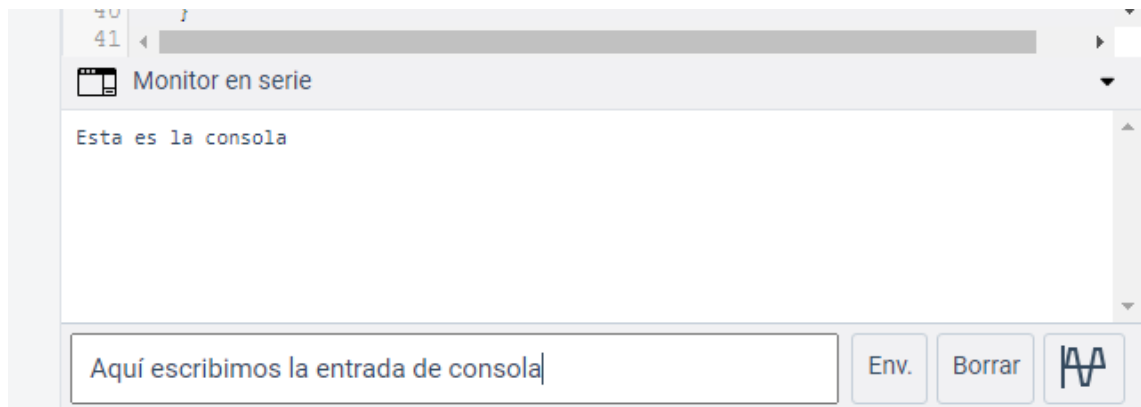 40 }
41
Monitor en serie
Esta es la consola
Aquí escribimos la entrada de consola
Env.
Borrar